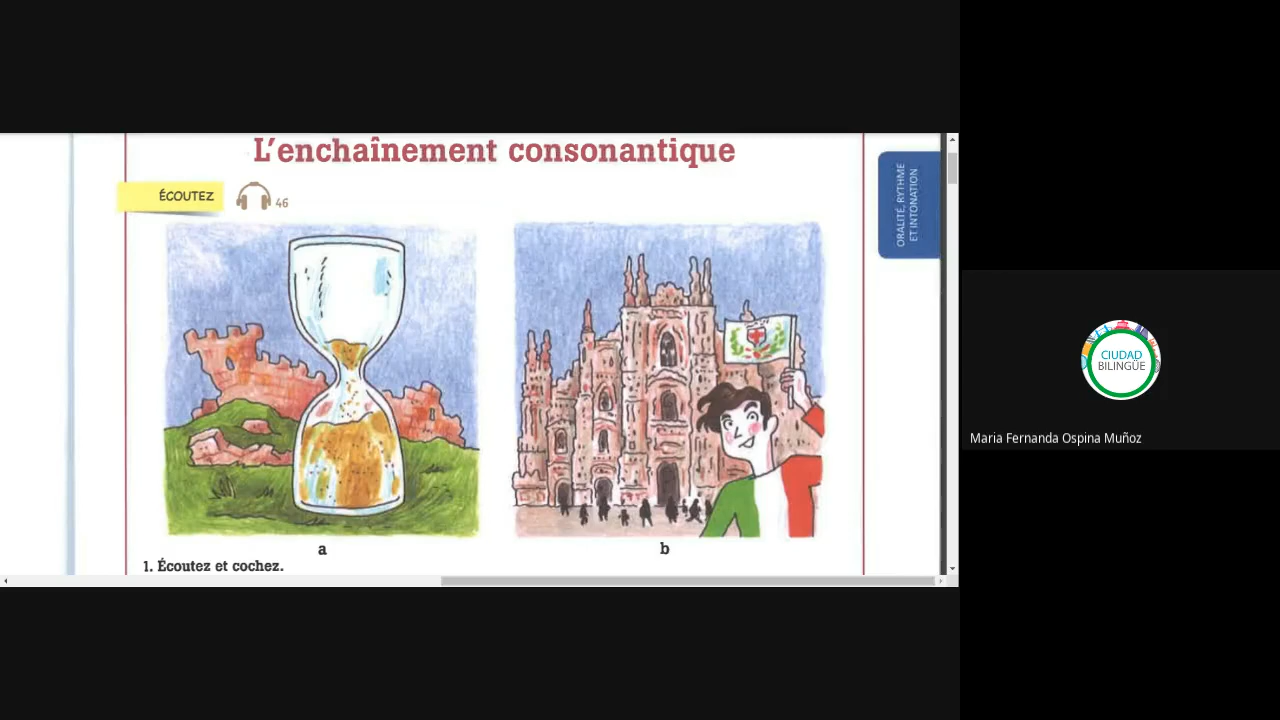 L'enchaînement consonantique
ÉCOUTEZ
46
ORALITÉ, RYTHME
ET INTONATION
a
b
1. Écoutez et cochez.
CIUDAD
BILINGÜE
Maria Fernanda Ospina Muñoz